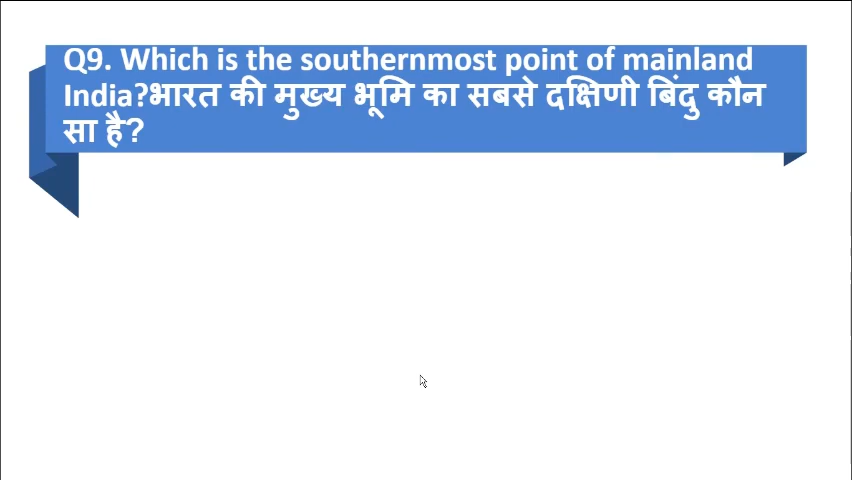 Q9. Which is the southernmost point of mainland
India?भारत की मुख्य भूमि का सबसे दक्षिणी बिंदु कौन
सा है?